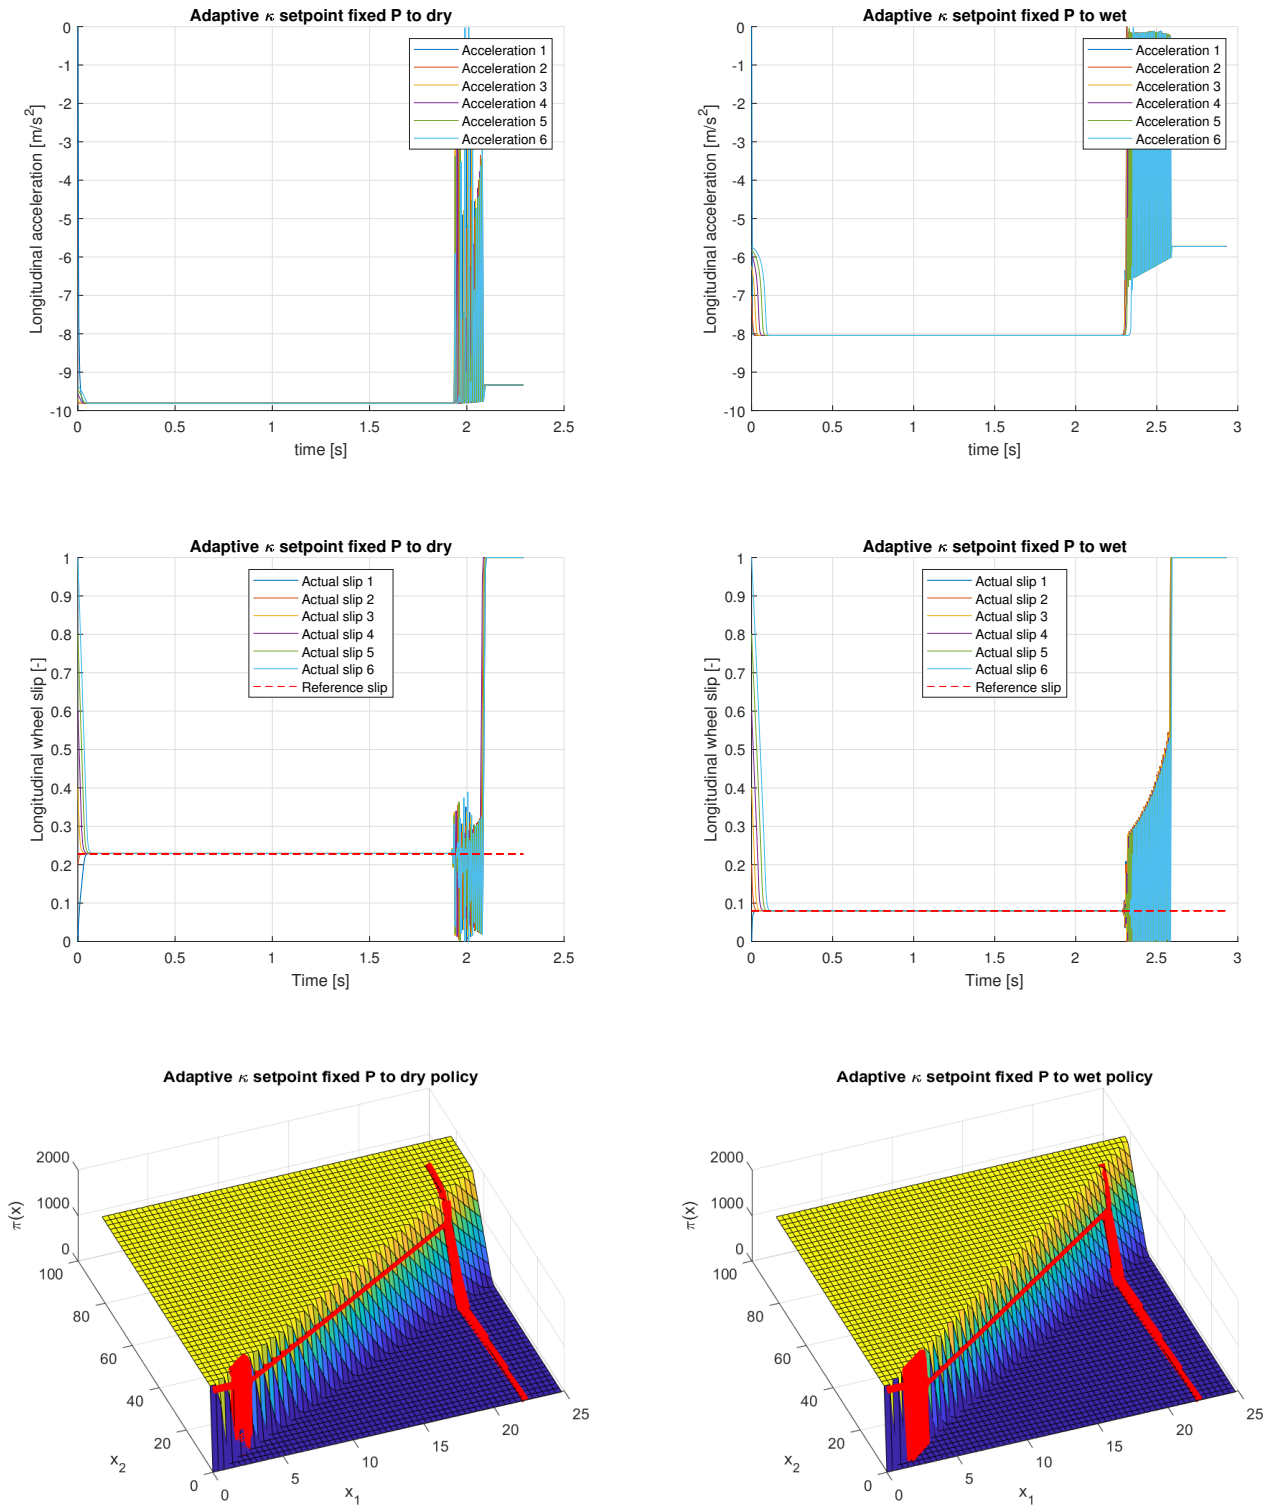 Adaptive κ setpoint fixed P to dry
Longitudinal acceleration [m/s²]
0
-1
-2
-3
-4
-5
-6
-7
-8
-9
-10
Acceleration 1
Acceleration 2
Acceleration 3
Acceleration 4
Acceleration 5
Acceleration 6
0 0.5 1 1.5 2 2.5
time [s]
Adaptive κ setpoint fixed P to wet
Longitudinal acceleration [m/s²]
0
-1
-2
-3
-4
-5
-6
-7
-8
-9
-10
Acceleration 1
Acceleration 2
Acceleration 3
Acceleration 4
Acceleration 5
Acceleration 6
0 0.5 1 1.5 2 2.5 3
time [s]
Adaptive κ setpoint fixed P to dry
Longitudinal wheel slip [-]
1
0.9
0.8
0.7
0.6
0.5
0.4
0.3
0.2
0.1
0
Actual slip 1
Actual slip 2
Actual slip 3
Actual slip 4
Actual slip 5
Actual slip 6
Reference slip
0 0.5 1 1.5 2 2.5
Time [s]
Adaptive κ setpoint fixed P to wet
Longitudinal wheel slip [-]
1
0.9
0.8
0.7
0.6
0.5
0.4
0.3
0.2
0.1
0
Actual slip 1
Actual slip 2
Actual slip 3
Actual slip 4
Actual slip 5
Actual slip 6
Reference slip
0 0.5 1 1.5 2 2.5 3
Time [s]
Adaptive κ setpoint fixed P to dry policy
π(x)
2000
1000
0
100
80
60
40
20
0
x₂
0
5
10
15
20
25
x₁
Adaptive κ setpoint fixed P to wet policy
π(x)
2000
1000
0
100
80
60
40
20
0
x₂
0
5
10
15
20
25
x₁